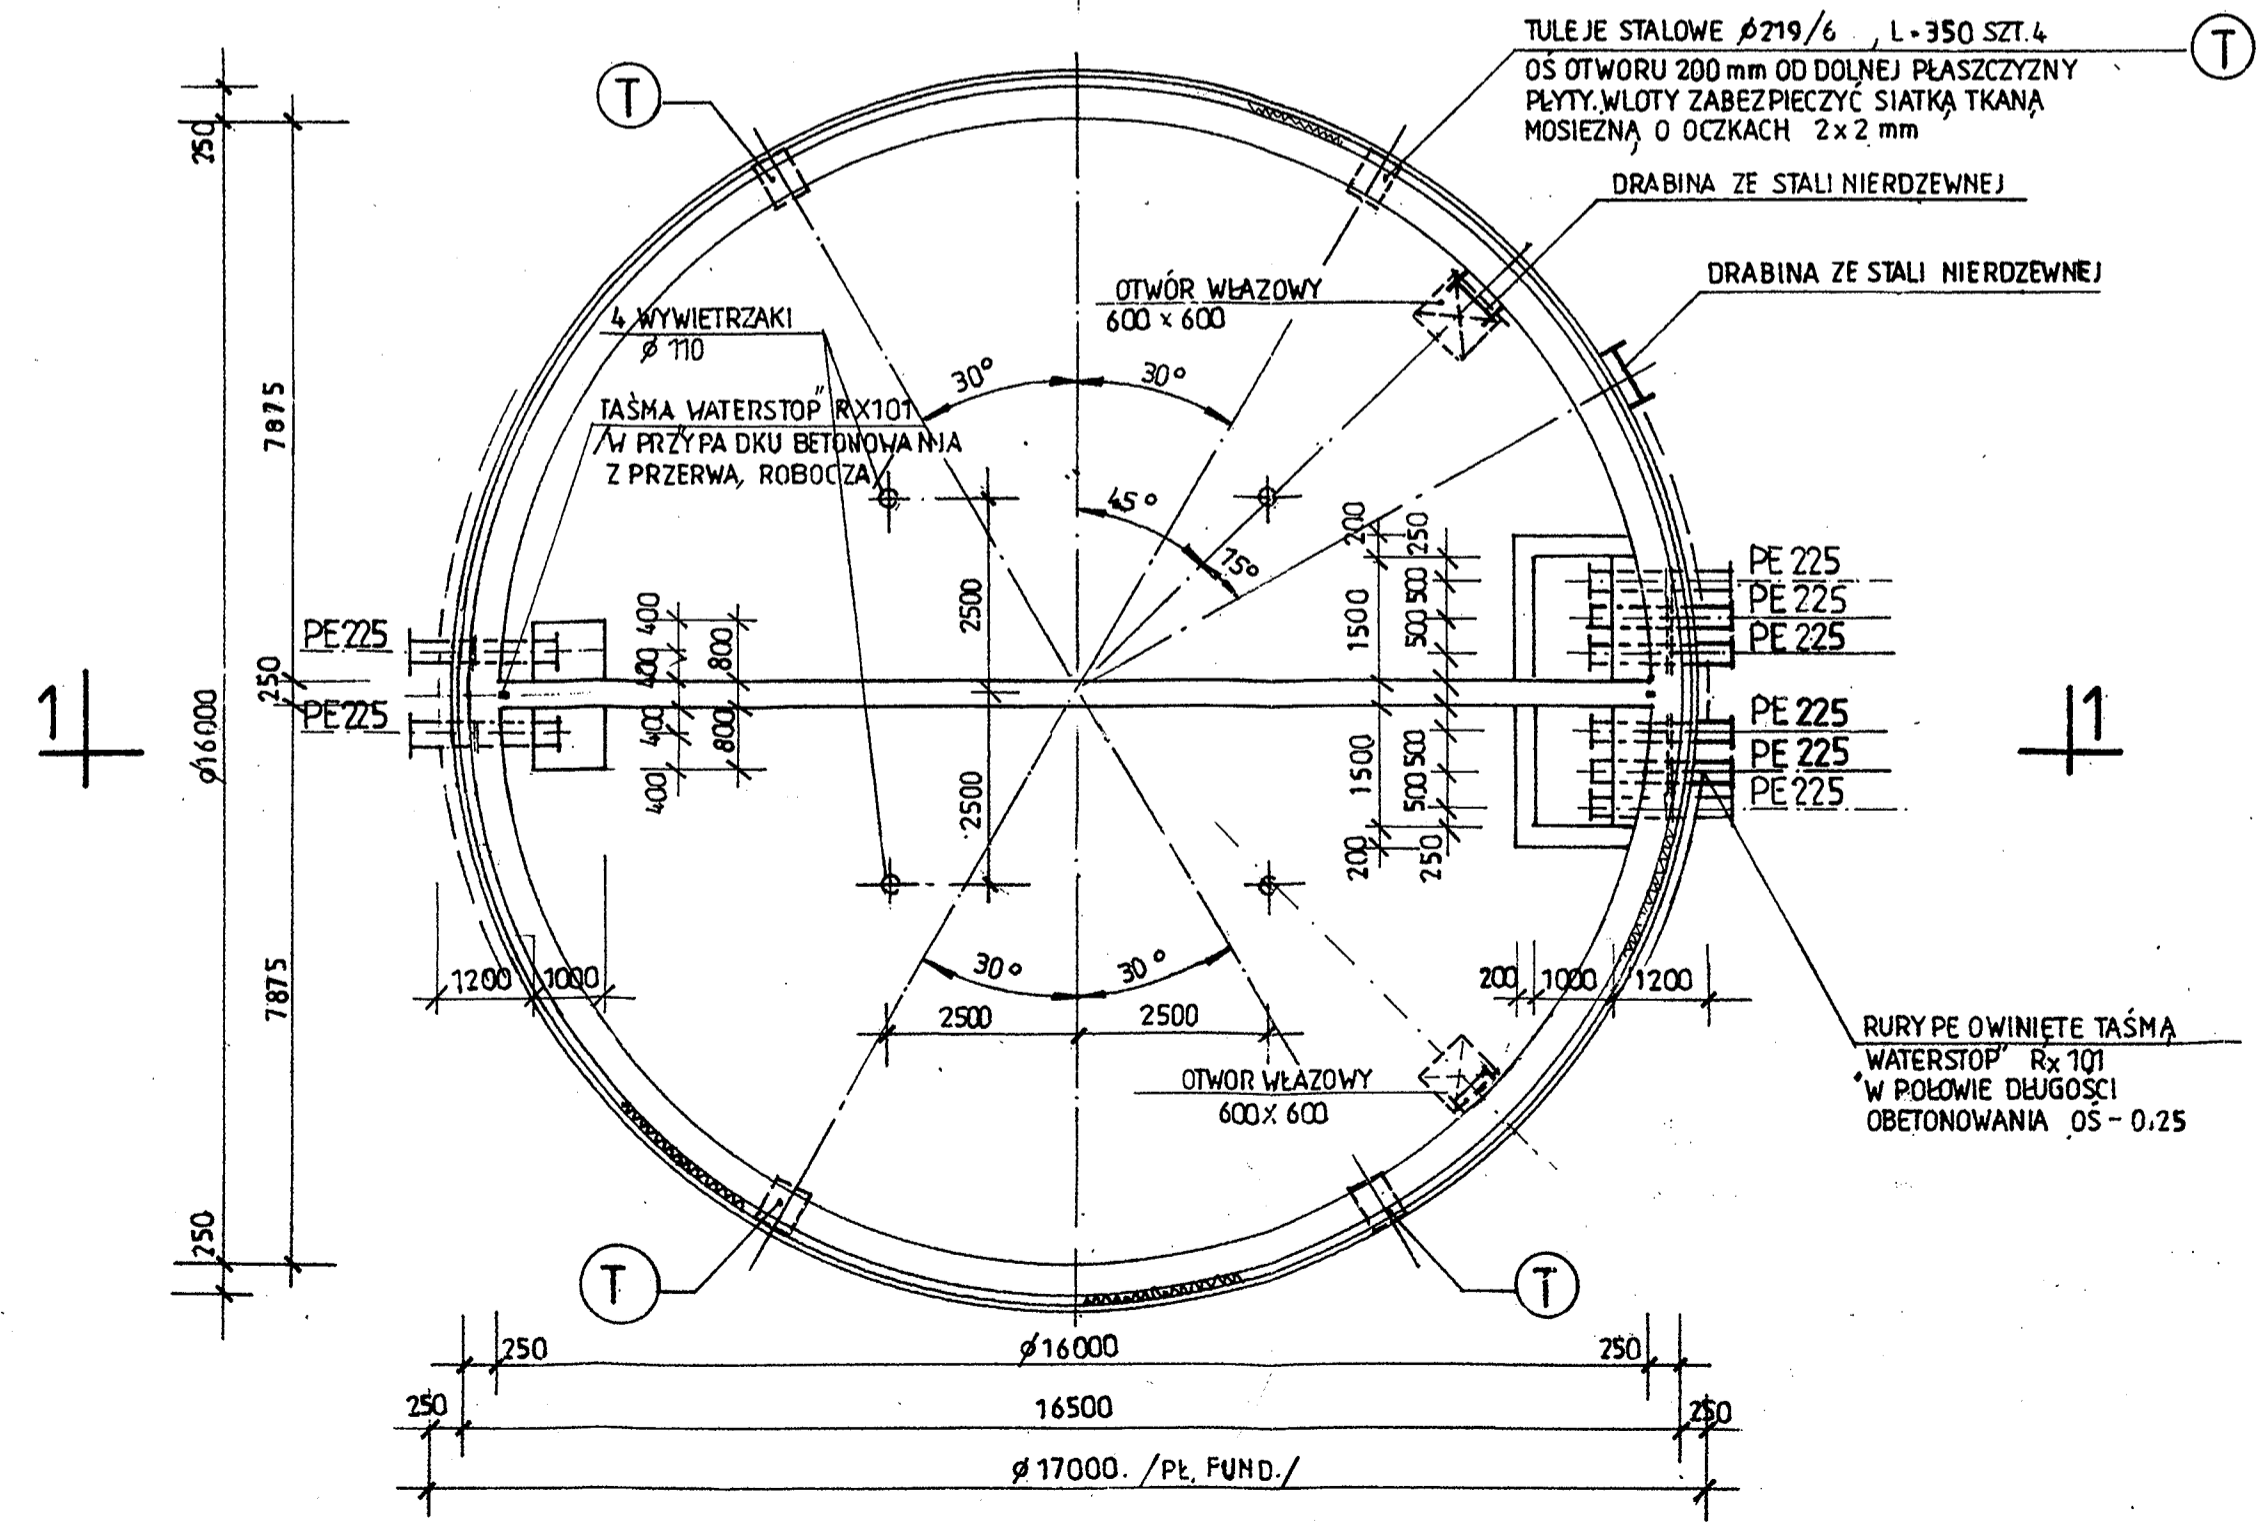 TULEJE STALOWE Ø219/6 , L=350 SZT.4
T
OŚ OTWORU 200 mm OD DOLNEJ PŁASZCZYZNY
PŁYTY. WLOTY ZABEZPIECZYĆ SIATKĄ TKANĄ
MOSIEZNĄ O OCZKACH 2x2 mm
T
DRABINA ZE STALI NIERDZEWNEJ
DRABINA ZE STALI NIERDZEWNEJ
OTWÓR WŁAZOWY
600 x 600
4 WYWIETRZAKI
Ø 110
TAŚMA WATERSTOP" RX101
/W PRZYPADKU BETONOWANIA
Z PRZERWĄ ROBOCZĄ/
30°
30°
45°
15°
250
7875
250
Ø16000
7875
250
PE225
PE225
400
400
400
400
800
800
2500
2500
200
1500
1500
200
250
500
500
500
500
250
PE 225
PE 225
PE 225
PE 225
PE 225
PE 225
1
1
1200
1000
30°
30°
2500
2500
200
1000
1200
OTWOR WŁAZOWY
600 X 600
RURY PE OWINIĘTE TAŚMĄ
WATERSTOP" Rx 101
W POŁOWIE DŁUGOŚCI
OBETONOWANIA OŚ - 0.25
T
T
250
Ø16000
250
250
16500
250
Ø17000. /PŁ. FUND./